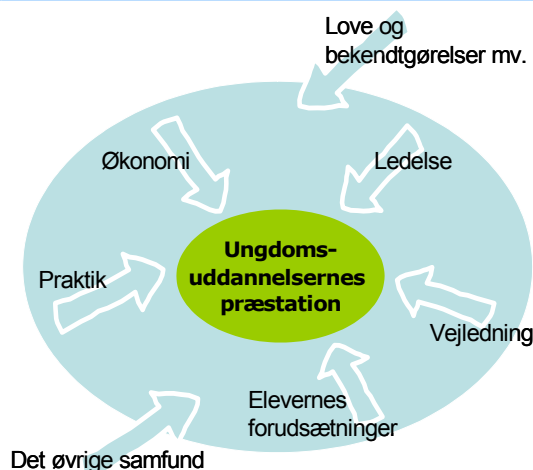 Love og
bekendtgørelser mv.
Økonomi
Ledelse
Ungdoms-
uddannelsernes
præstation
Praktik
Vejledning
Elevernes
forudsætninger
Det øvrige samfund